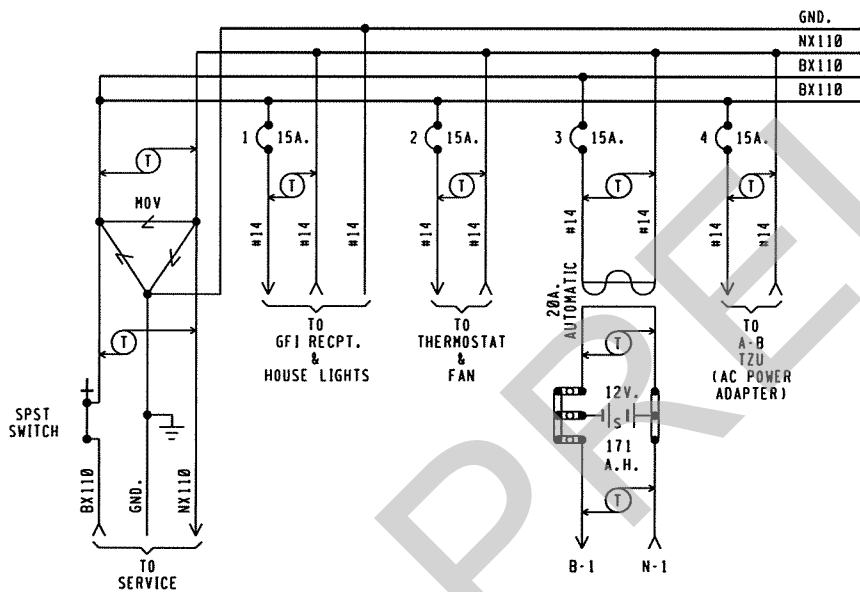 GND.
NX110
BX110
BX110
1 15A.
2 15A.
3 15A.
4 15A.
T
T
T
T
T
MOV
#14
#14
#14
#14
#14
#14
#14
#14
#14
20A.
AUTOMATIC
T
T
TO
GFI RECPT.
&
HOUSE LIGHTS
TO
THERMOSTAT
&
FAN
TO
A-B
TZU
(AC POWER
ADAPTER)
SPST
SWITCH
12V.
S
171
A.H.
T
BX110
GND.
NX110
TO
SERVICE
B-1
N-1
PREL